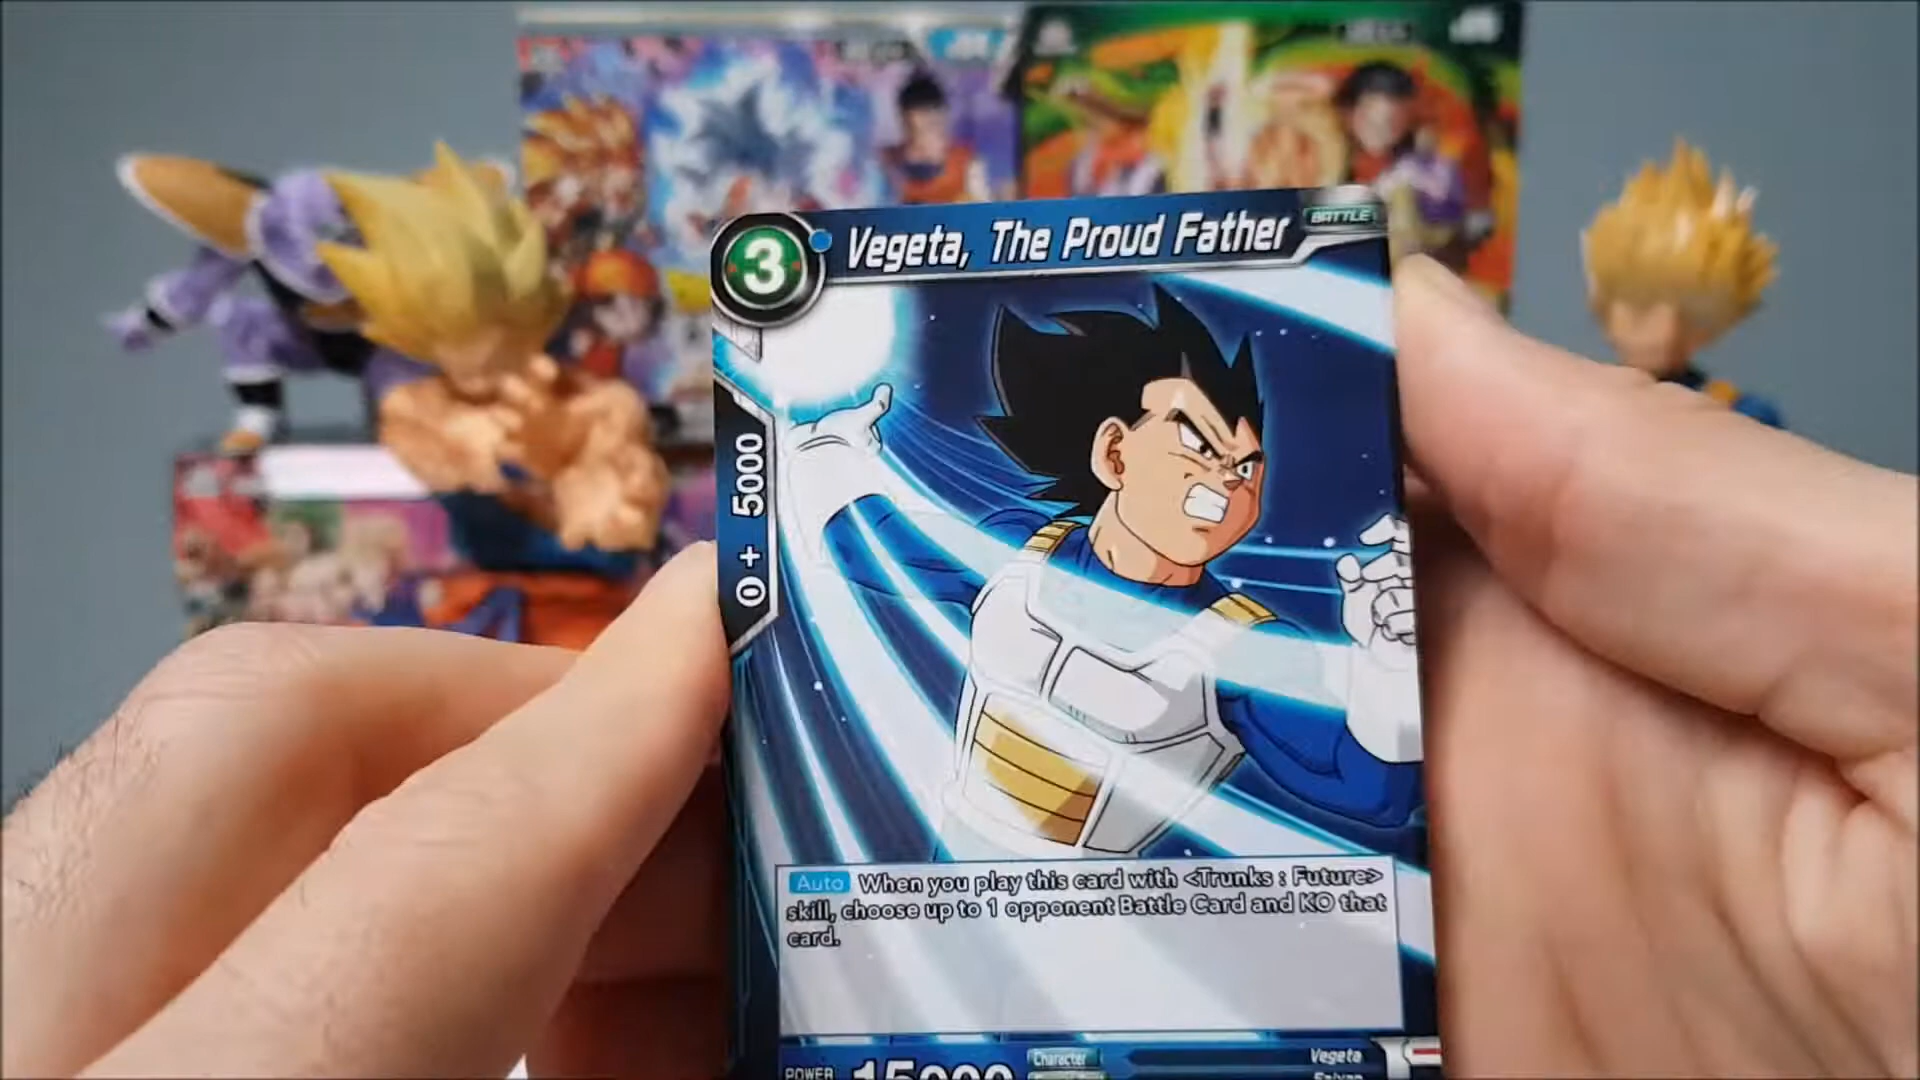 3
Vegeta, The Proud Father
BATTLE
0 + 5000
Auto When you play this card with <Trunks : Future>
skill, choose up to 1 opponent Battle Card and KO that
card.
POWER 15000
Character Vegeta
Saiyan